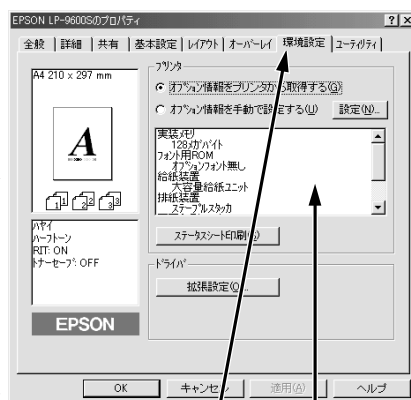 EPSON LP-9600Sのプロパティ
全般
詳細
共有
基本設定
レイアウト
オーバーレイ
環境設定
ユーティリティ
A4 210 x 297 mm
A
1 1 2 2 3 3
ハヤイ
ハーフトーン
RIT: ON
トナーセーブ: OFF
EPSON
プリンタ
オプション情報をプリンタから取得する(G)
オプション情報を手動で設定する(U)
設定(N)...
実装メモリ
128メガバイト
フォント用ROM
オプションフォント無し
給紙装置
大容量給紙ユニット
排紙装置
ステープルスタッカ
ステータスシート印刷
ドライバ
拡張設定
OK
キャンセル
適用(A)
ヘルプ